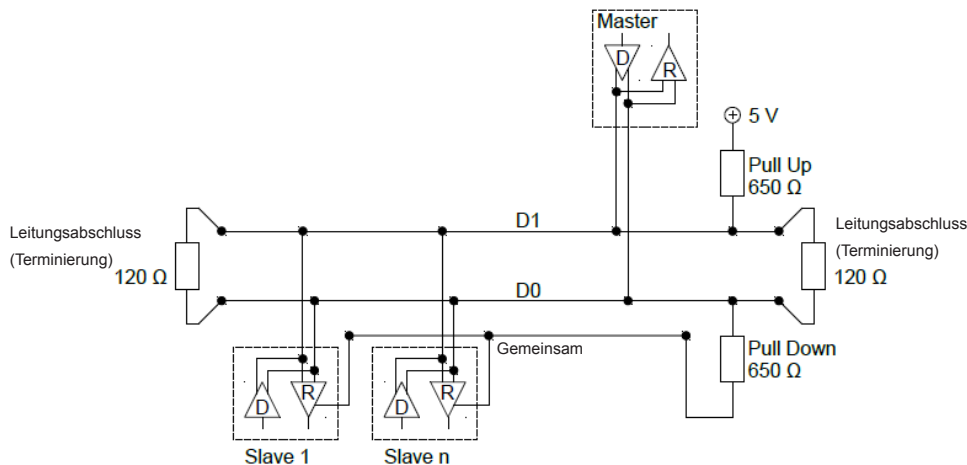 Master
D
R
5 V
Pull Up
650 Ω
Leitungsabschluss
(Terminierung)
120 Ω
D1
Leitungsabschluss
(Terminierung)
120 Ω
D0
Gemeinsam
Pull Down
650 Ω
D
R
D
R
Slave 1
Slave n